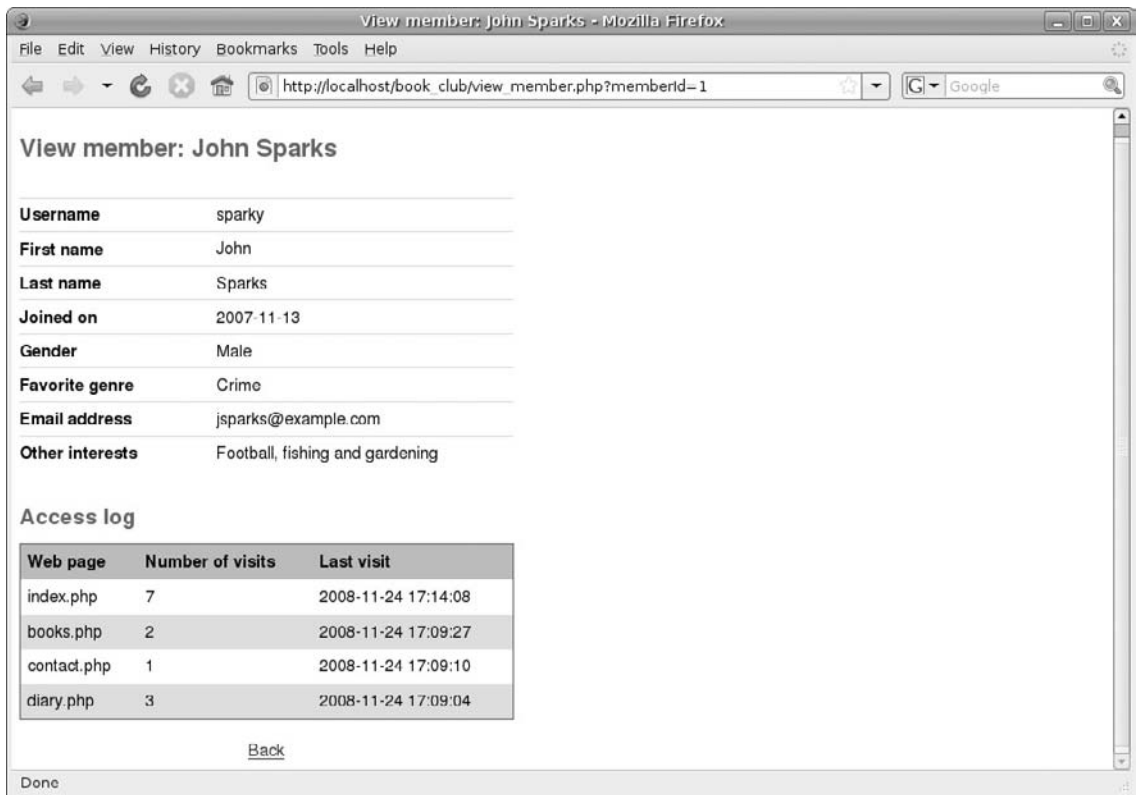 View member: John Sparks - Mozilla Firefox
File Edit View History Bookmarks Tools Help
http://localhost/book_club/view_member.php?memberId=1
G Google
View member: John Sparks
Username sparky
First name John
Last name Sparks
Joined on 2007-11-13
Gender Male
Favorite genre Crime
Email address jsparks@example.com
Other interests Football, fishing and gardening
Access log
Web page Number of visits Last visit
index.php 7 2008-11-24 17:14:08
books.php 2 2008-11-24 17:09:27
contact.php 1 2008-11-24 17:09:10
diary.php 3 2008-11-24 17:09:04
Back
Done